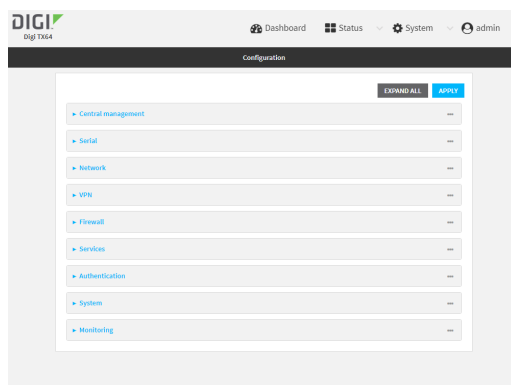 DIGI.
Digi TX64
Dashboard Status System admin
Configuration
EXPAND ALL APPLY
Central management
Serial
Network
VPN
Firewall
Services
Authentication
System
Monitoring